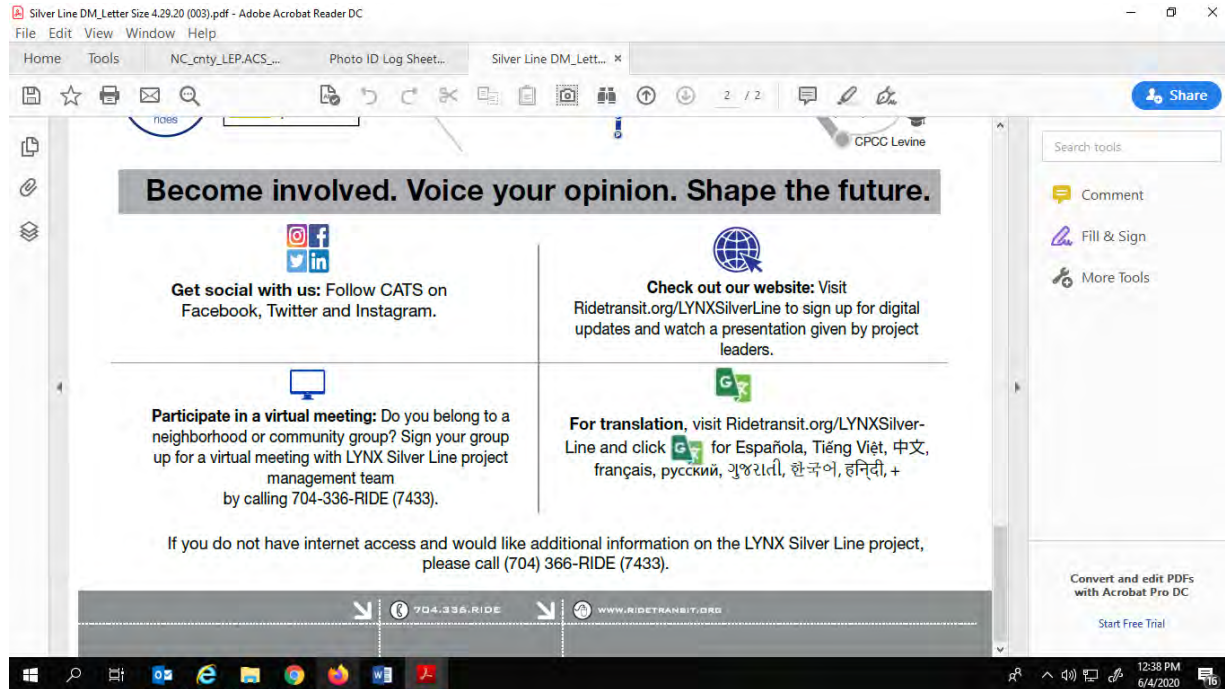 Silver Line DM_Letter Size 4.29.20 (003).pdf - Adobe Acrobat Reader DC
File Edit View Window Help
Home Tools NC_cnty_LEP.ACS_... Photo ID Log Sheet... Silver Line DM_Lett... ×
2 / 2 Share
rides
CPCC Levine
Search tools
Become involved. Voice your opinion. Shape the future.
Comment
Fill & Sign
More Tools
Get social with us: Follow CATS on
Facebook, Twitter and Instagram.
Check out our website: Visit
Ridetransit.org/LYNXSilverLine to sign up for digital
updates and watch a presentation given by project
leaders.
Participate in a virtual meeting: Do you belong to a
neighborhood or community group? Sign your group
up for a virtual meeting with LYNX Silver Line project
management team
by calling 704-336-RIDE (7433).
For translation, visit Ridetransit.org/LYNXSilver-
Line and click G for Española, Tiếng Việt, 中文,
français, русский, ગુજરાતી, 한국어, हनि्दी, +
If you do not have internet access and would like additional information on the LYNX Silver Line project,
please call (704) 366-RIDE (7433).
Convert and edit PDFs
with Acrobat Pro DC
Start Free Trial
704.336.RIDE WWW.RIDETRANSIT.ORG
12:38 PM
6/4/2020
16